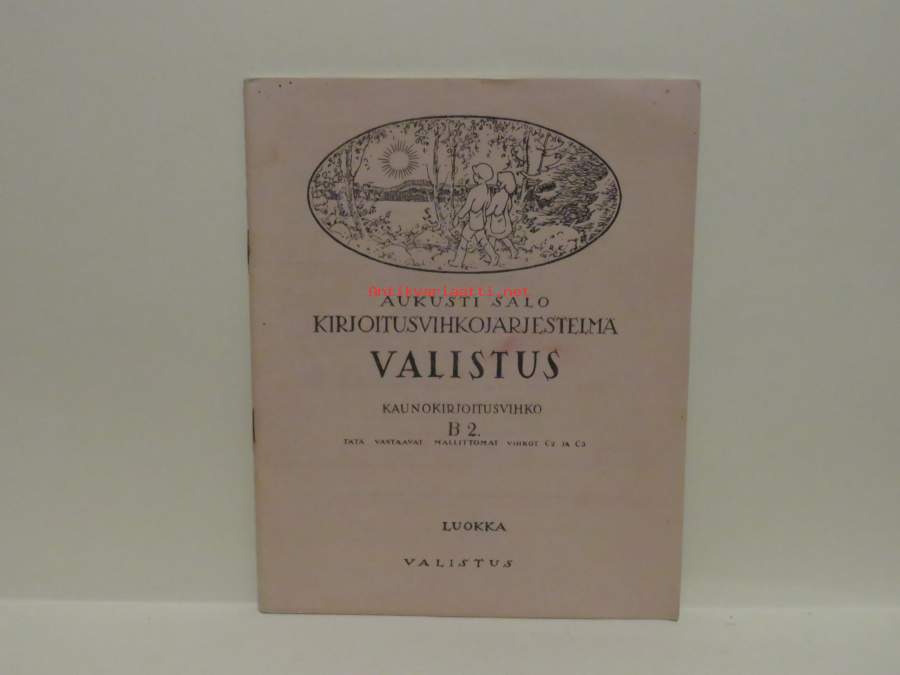 Antikvariaatti.net
AUKUSTI SALO
KIRJOITUSVIHKOJÄRJESTELMÄ
VALISTUS
KAUNOKIRJOITUSVIHKO
B 2.
TÄTÄ VASTAAVAT MALLITTOMAT VIHKOT C2 JA C3
LUOKKA
VALISTUS